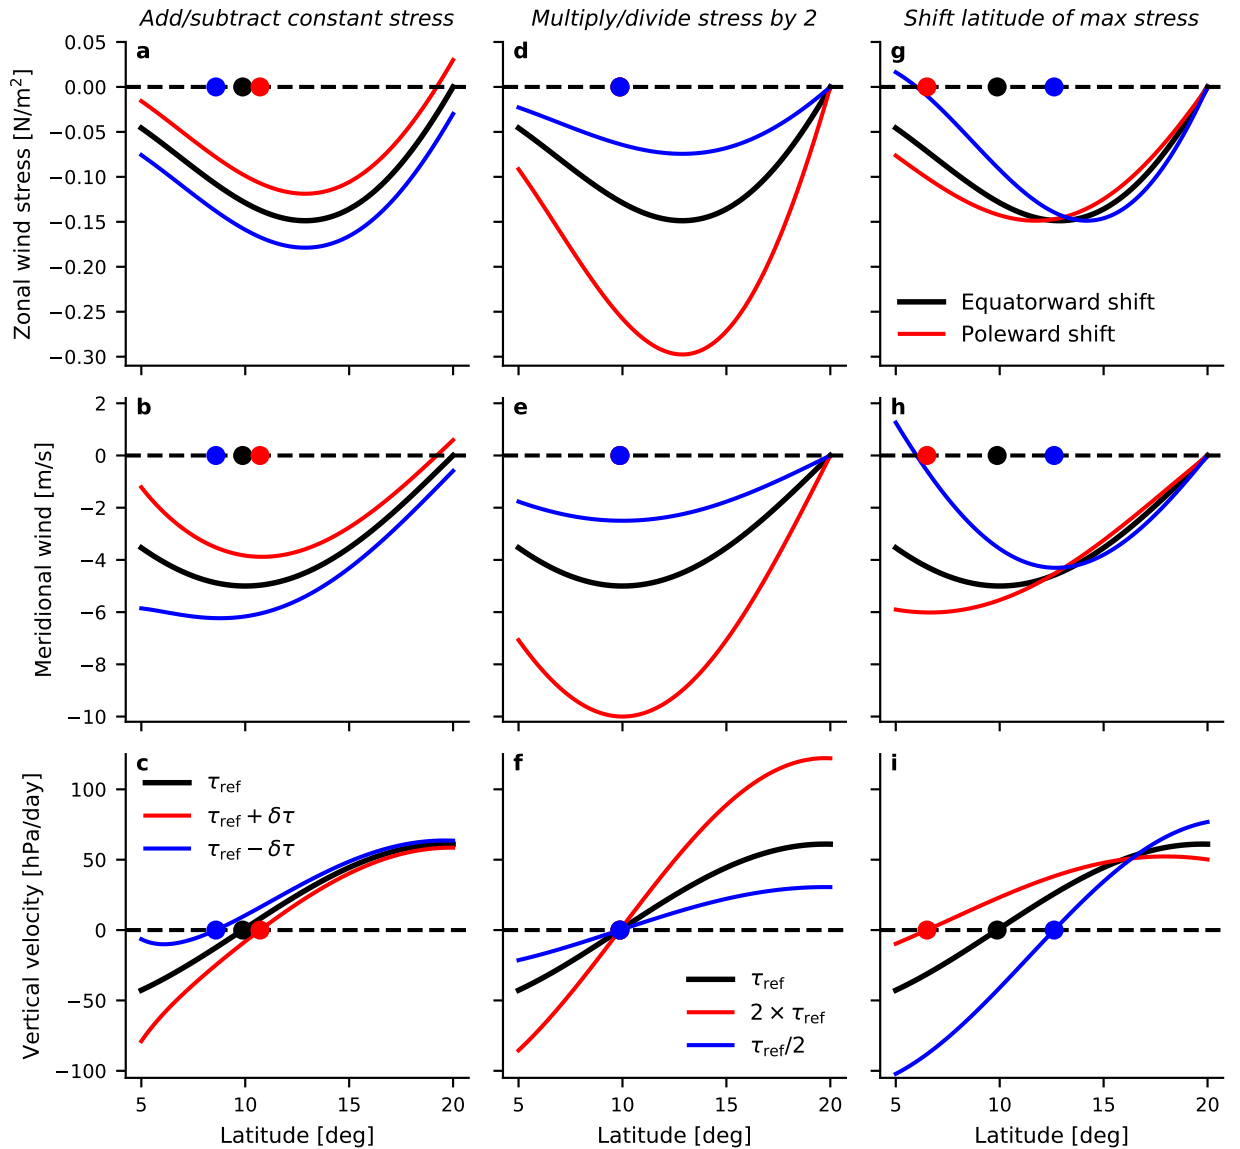 Add/subtract constant stress
Multiply/divide stress by 2
Shift latitude of max stress
a
d
g
0.05
0.00
−0.05
−0.10
−0.15
−0.20
−0.25
−0.30
Zonal wind stress [N/m²]
Equatorward shift
Poleward shift
b
e
h
2
0
−2
−4
−6
−8
−10
Meridional wind [m/s]
c
f
i
100
50
0
−50
−100
Vertical velocity [hPa/day]
τref
τref + δτ
τref − δτ
τref
2 × τref
τref/2
5 10 15 20
5 10 15 20
5 10 15 20
Latitude [deg]
Latitude [deg]
Latitude [deg]